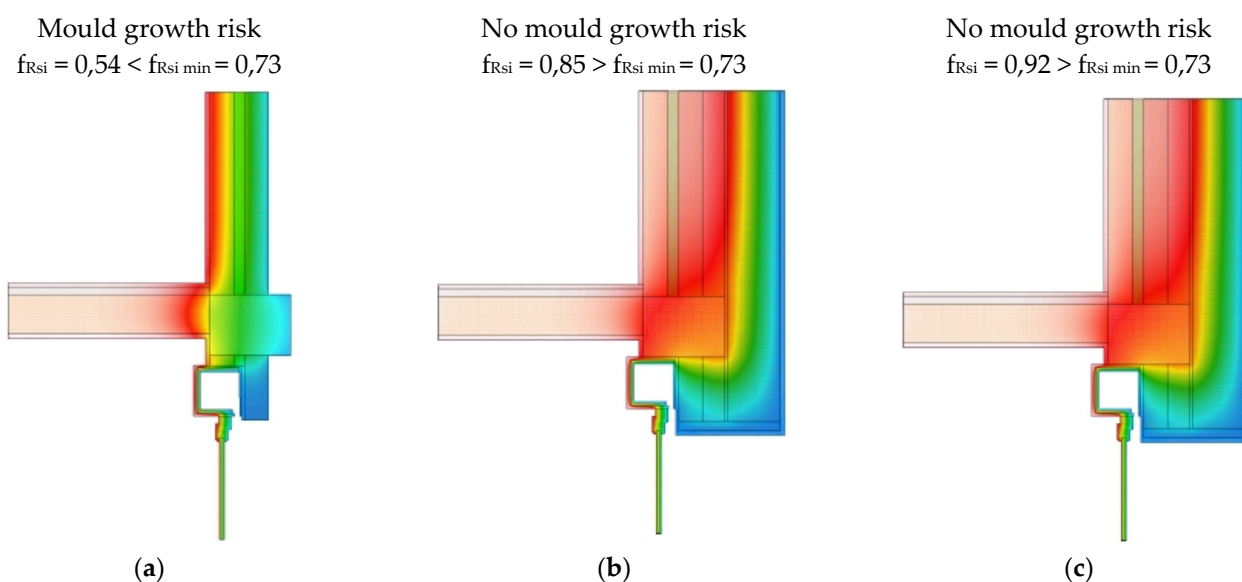 Mould growth risk
fRsi = 0,54 < fRsi min = 0,73
No mould growth risk
fRsi = 0,85 > fRsi min = 0,73
No mould growth risk
fRsi = 0,92 > fRsi min = 0,73
(a)
(b)
(c)